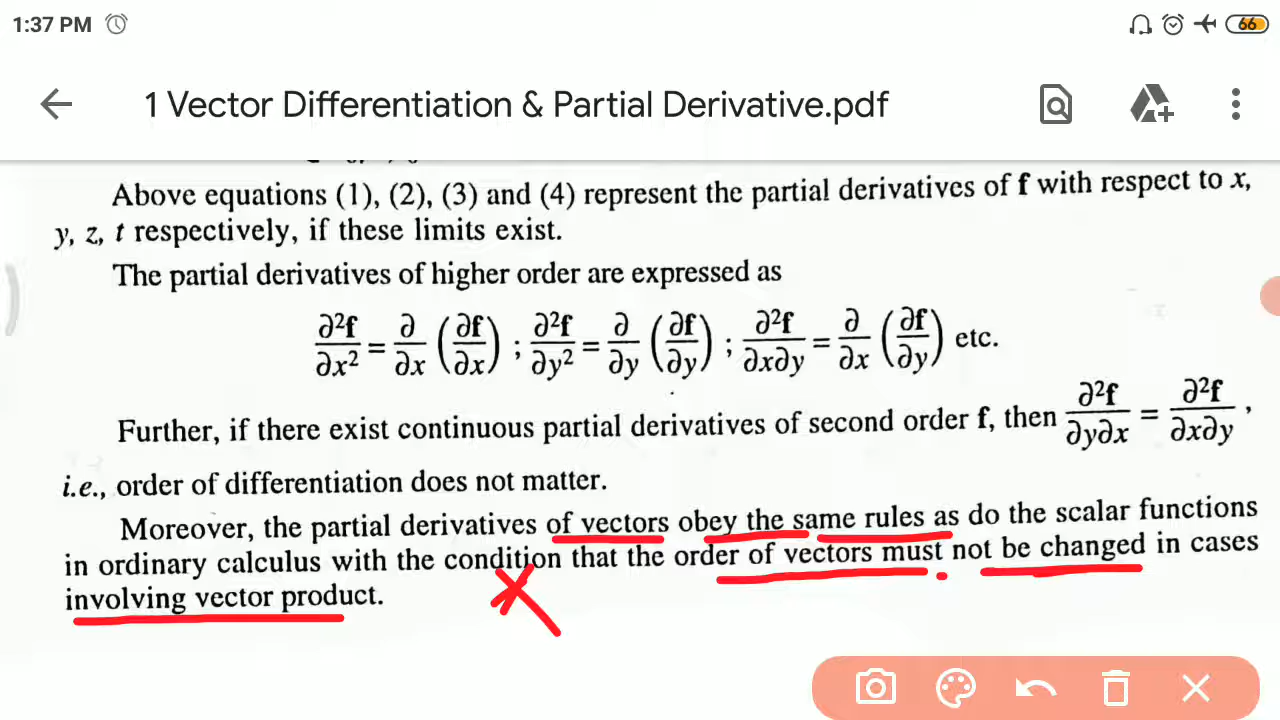 1:37 PM
66
1 Vector Differentiation & Partial Derivative.pdf
Above equations (1), (2), (3) and (4) represent the partial derivatives of f with respect to x,
y, z, t respectively, if these limits exist.
The partial derivatives of higher order are expressed as
∂²f/∂x² = ∂/∂x (∂f/∂x) ; ∂²f/∂y² = ∂/∂y (∂f/∂y) ; ∂²f/∂x∂y = ∂/∂x (∂f/∂y) etc.
Further, if there exist continuous partial derivatives of second order f, then ∂²f/∂y∂x = ∂²f/∂x∂y ,
i.e., order of differentiation does not matter.
Moreover, the partial derivatives of vectors obey the same rules as do the scalar functions
in ordinary calculus with the condition that the order of vectors must not be changed in cases
involving vector product.